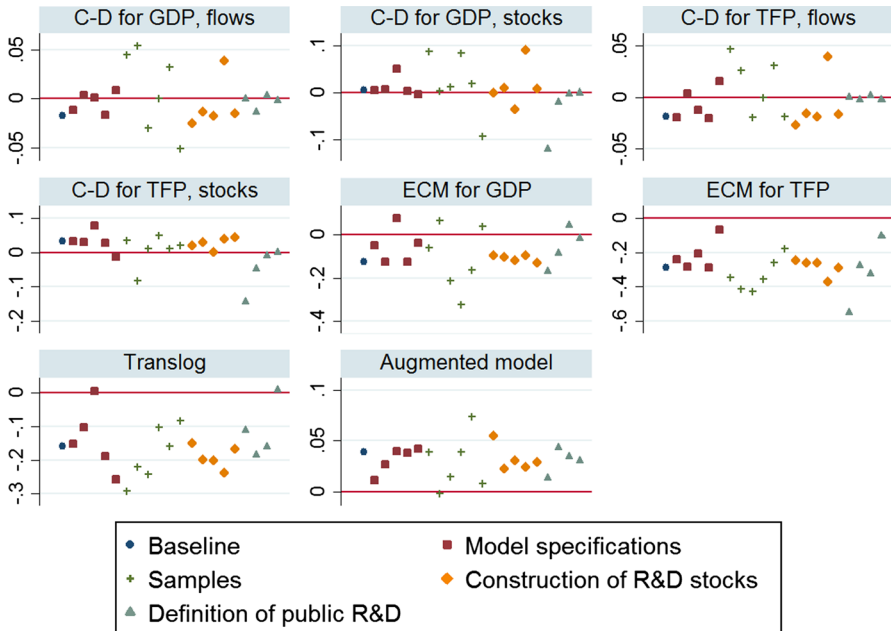 C-D for GDP, flows
C-D for GDP, stocks
C-D for TFP, flows
.05
0
-.05
.1
0
-.1
.05
0
-.05
C-D for TFP, stocks
ECM for GDP
ECM for TFP
.1
0
-.1
-.2
0
-.2
-.4
0
-.2
-.4
-.6
Translog
Augmented model
0
-.1
-.2
-.3
.1
.05
0
Baseline
Model specifications
Samples
Construction of R&D stocks
Definition of public R&D